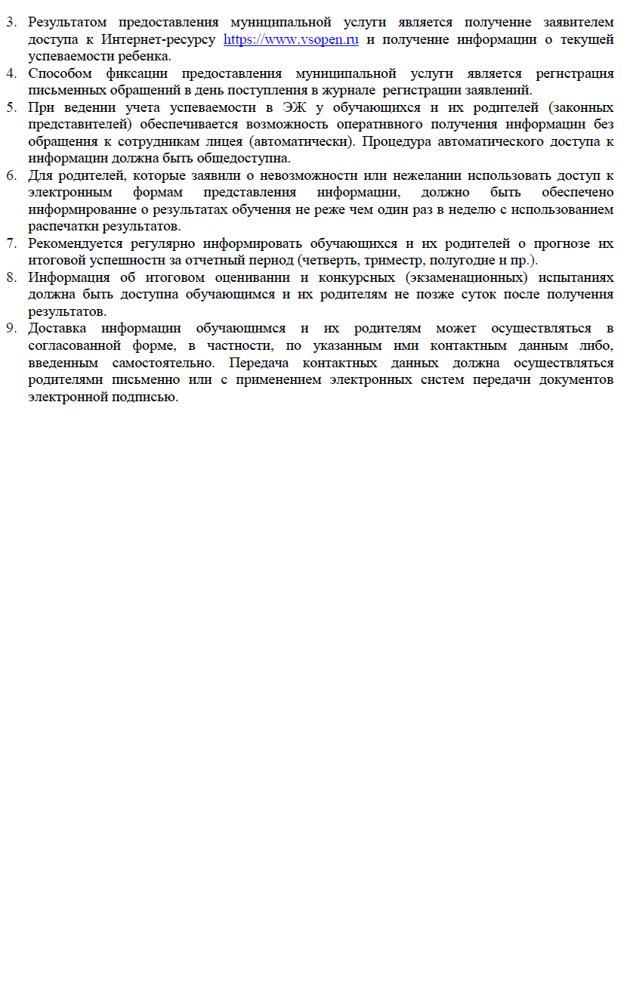 3. Результатом предоставления муниципальной услуги является получение заявителем
доступа к Интернет-ресурсу https://www.vsopen.ru и получение информации о текущей
успеваемости ребенка.
4. Способом фиксации предоставления муниципальной услуги является регистрация
письменных обращений в день поступления в журнале регистрации заявлений.
5. При ведении учета успеваемости в ЭЖ у обучающихся и их родителей (законных
представителей) обеспечивается возможность оперативного получения информации без
обращения к сотрудникам лицея (автоматически). Процедура автоматического доступа к
информации должна быть общедоступна.
6. Для родителей, которые заявили о невозможности или нежелании использовать доступ к
электронным формам представления информации, должно быть обеспечено
информирование о результатах обучения не реже чем один раз в неделю с использованием
распечатки результатов.
7. Рекомендуется регулярно информировать обучающихся и их родителей о прогнозе их
итоговой успешности за отчетный период (четверть, триместр, полугодие и пр.).
8. Информация об итоговом оценивании и конкурсных (экзаменационных) испытаниях
должна быть доступна обучающимся и их родителям не позже суток после получения
результатов.
9. Доставка информации обучающимся и их родителям может осуществляться в
согласованной форме, в частности, по указанным ими контактным данным либо,
введенным самостоятельно. Передача контактных данных должна осуществляться
родителями письменно или с применением электронных систем передачи документов
электронной подписью.